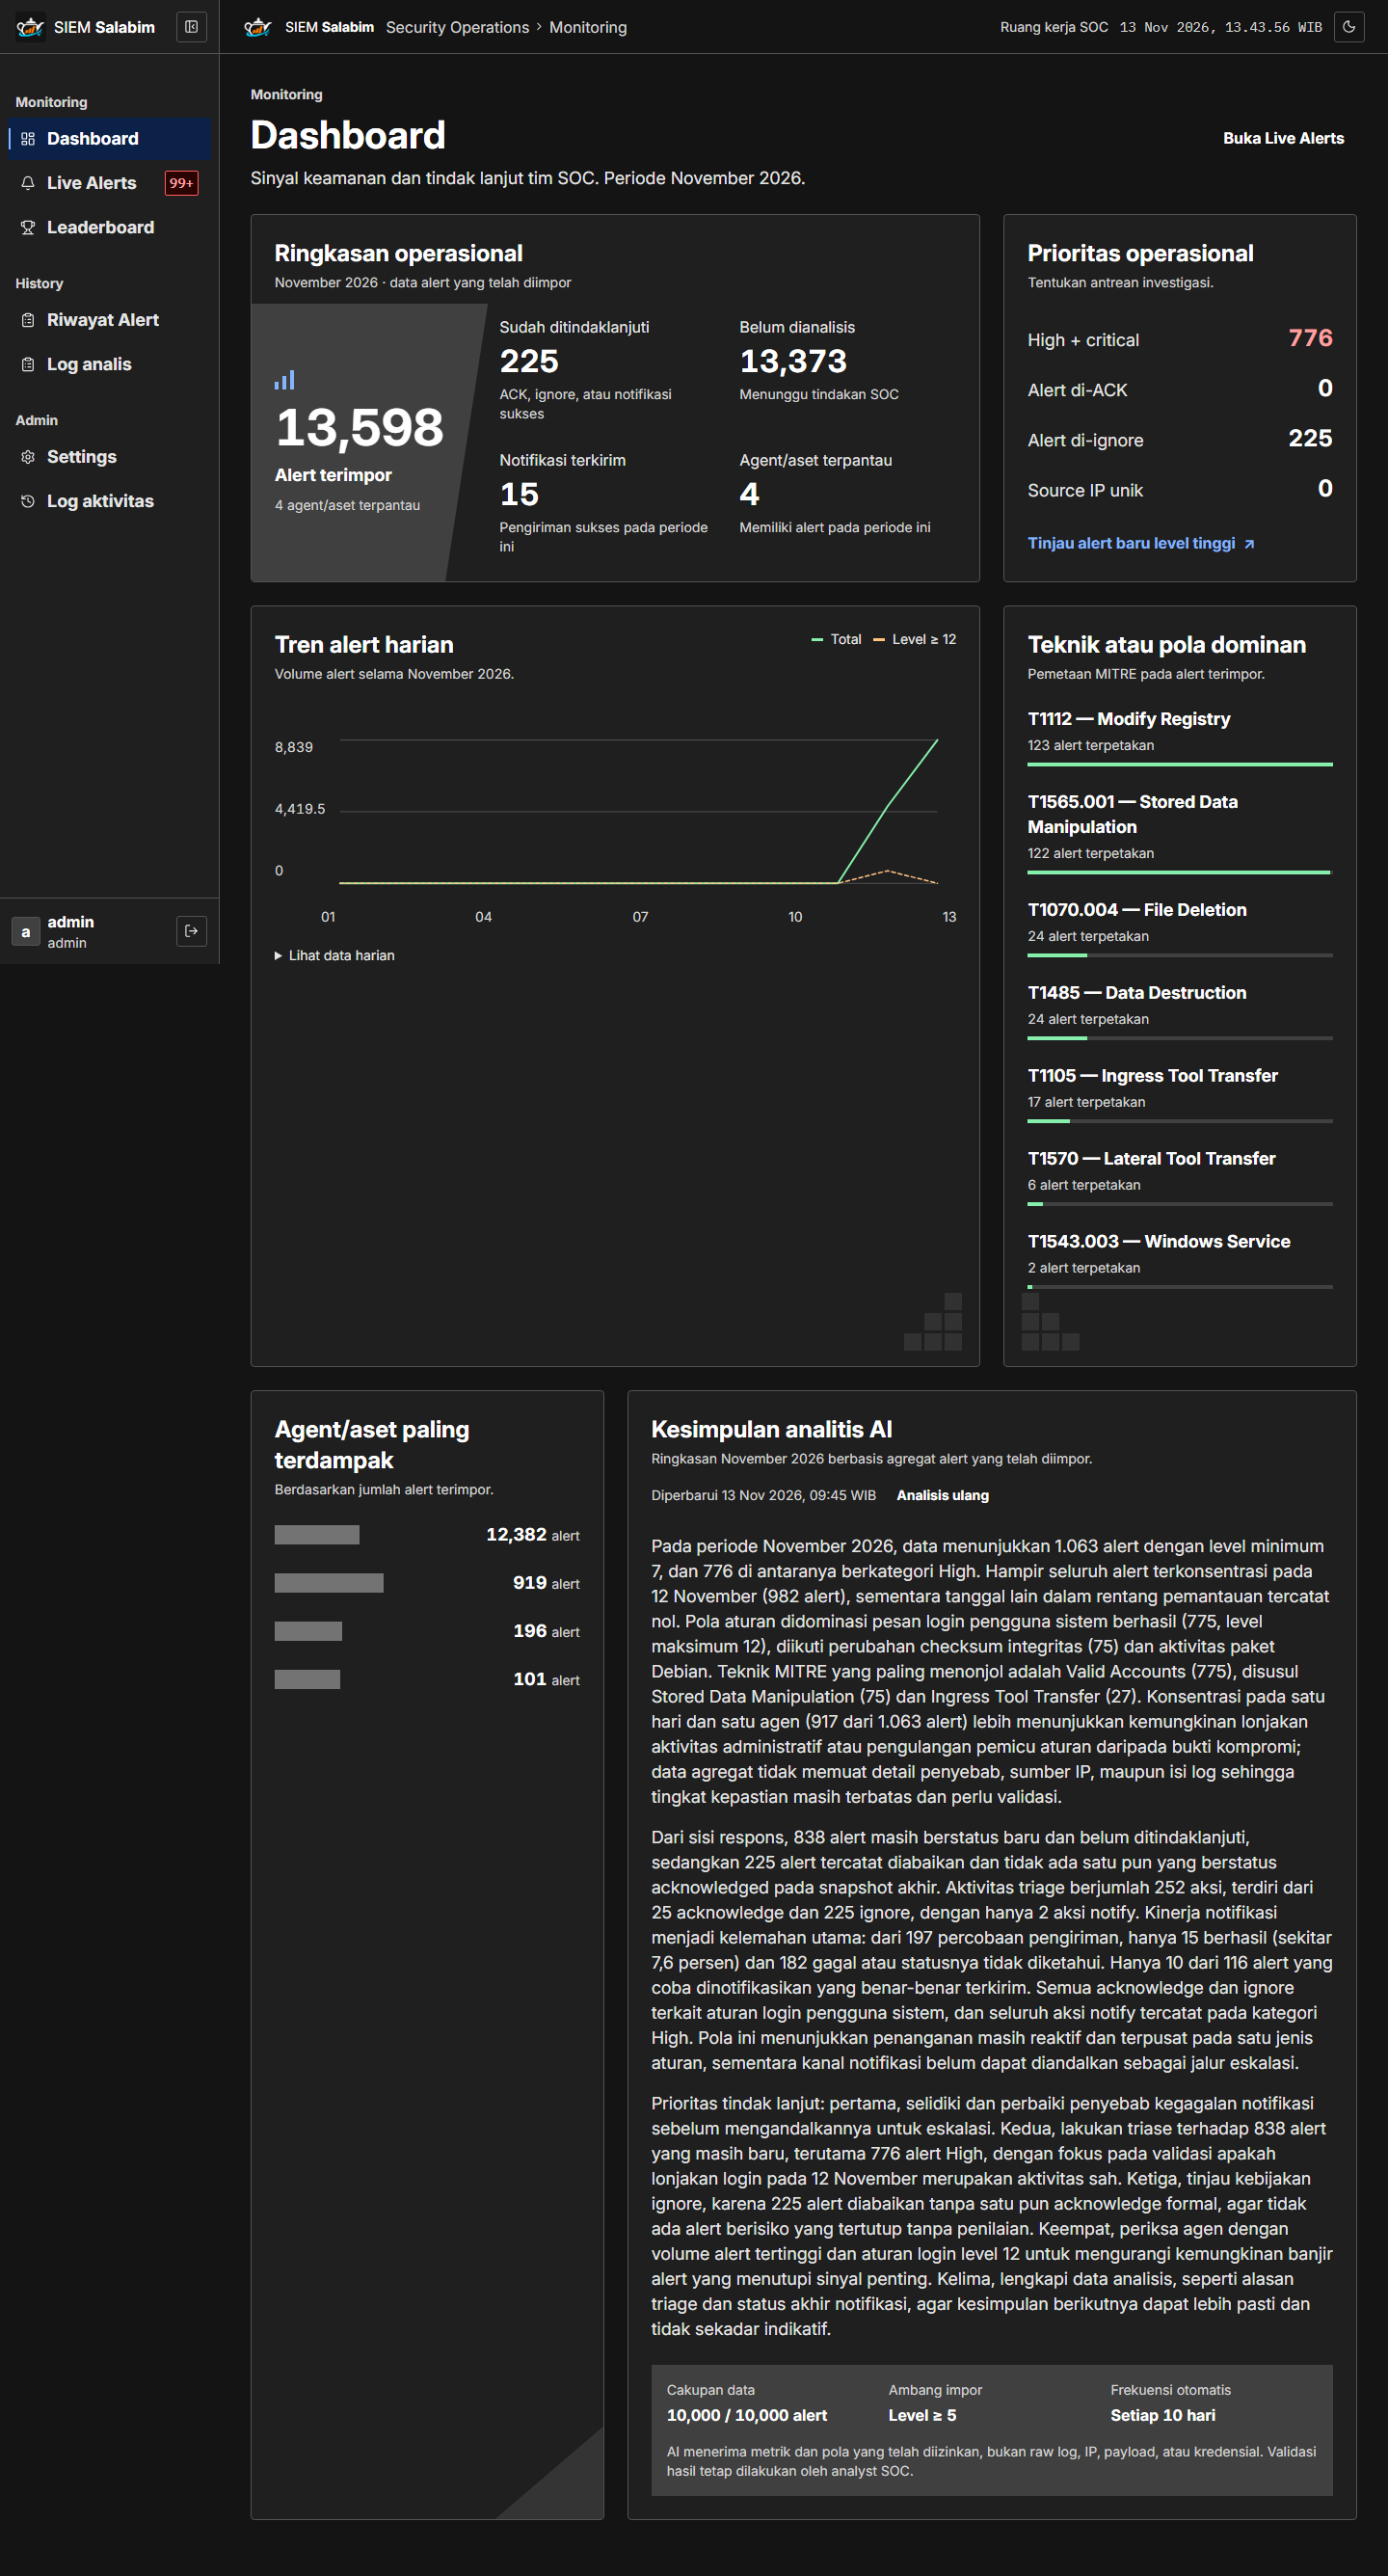 SIEM Salabim
SIEM Salabim Security Operations › Monitoring
Ruang kerja SOC 13 Nov 2026, 13.43.56 WIB
Monitoring
Dashboard
Live Alerts 99+
Leaderboard
History
Riwayat Alert
Log analis
Admin
Settings
Log aktivitas
a admin
admin
Monitoring
Dashboard
Buka Live Alerts
Sinyal keamanan dan tindak lanjut tim SOC. Periode November 2026.
Ringkasan operasional
November 2026 · data alert yang telah diimpor
13,598
Alert terimpor
4 agent/aset terpantau
Sudah ditindaklanjuti
225
ACK, ignore, atau notifikasi
sukses
Belum dianalisis
13,373
Menunggu tindakan SOC
Notifikasi terkirim
15
Pengiriman sukses pada periode
ini
Agent/aset terpantau
4
Memiliki alert pada periode ini
Prioritas operasional
Tentukan antrean investigasi.
High + critical 776
Alert di-ACK 0
Alert di-ignore 225
Source IP unik 0
Tinjau alert baru level tinggi
Tren alert harian
Total Level ≥ 12
Volume alert selama November 2026.
8,839
4,419.5
0
01 04 07 10 13
Lihat data harian
Teknik atau pola dominan
Pemetaan MITRE pada alert terimpor.
T1112 — Modify Registry
123 alert terpetakan
T1565.001 — Stored Data
Manipulation
122 alert terpetakan
T1070.004 — File Deletion
24 alert terpetakan
T1485 — Data Destruction
24 alert terpetakan
T1105 — Ingress Tool Transfer
17 alert terpetakan
T1570 — Lateral Tool Transfer
6 alert terpetakan
T1543.003 — Windows Service
2 alert terpetakan
Agent/aset paling
terdampak
Berdasarkan jumlah alert terimpor.
12,382 alert
919 alert
196 alert
101 alert
Kesimpulan analitis AI
Ringkasan November 2026 berbasis agregat alert yang telah diimpor.
Diperbarui 13 Nov 2026, 09:45 WIB Analisis ulang
Pada periode November 2026, data menunjukkan 1.063 alert dengan level minimum
7, dan 776 di antaranya berkategori High. Hampir seluruh alert terkonsentrasi pada
12 November (982 alert), sementara tanggal lain dalam rentang pemantauan tercatat
nol. Pola aturan didominasi pesan login pengguna sistem berhasil (775, level
maksimum 12), diikuti perubahan checksum integritas (75) dan aktivitas paket
Debian. Teknik MITRE yang paling menonjol adalah Valid Accounts (775), disusul
Stored Data Manipulation (75) dan Ingress Tool Transfer (27). Konsentrasi pada satu
hari dan satu agen (917 dari 1.063 alert) lebih menunjukkan kemungkinan lonjakan
aktivitas administratif atau pengulangan pemicu aturan daripada bukti kompromi;
data agregat tidak memuat detail penyebab, sumber IP, maupun isi log sehingga
tingkat kepastian masih terbatas dan perlu validasi.
Dari sisi respons, 838 alert masih berstatus baru dan belum ditindaklanjuti,
sedangkan 225 alert tercatat diabaikan dan tidak ada satu pun yang berstatus
acknowledged pada snapshot akhir. Aktivitas triage berjumlah 252 aksi, terdiri dari
25 acknowledge dan 225 ignore, dengan hanya 2 aksi notify. Kinerja notifikasi
menjadi kelemahan utama: dari 197 percobaan pengiriman, hanya 15 berhasil (sekitar
7,6 persen) dan 182 gagal atau statusnya tidak diketahui. Hanya 10 dari 116 alert yang
coba dinotifikasikan yang benar-benar terkirim. Semua acknowledge dan ignore
terkait aturan login pengguna sistem, dan seluruh aksi notify tercatat pada kategori
High. Pola ini menunjukkan penanganan masih reaktif dan terpusat pada satu jenis
aturan, sementara kanal notifikasi belum dapat diandalkan sebagai jalur eskalasi.
Prioritas tindak lanjut: pertama, selidiki dan perbaiki penyebab kegagalan notifikasi
sebelum mengandalkannya untuk eskalasi. Kedua, lakukan triase terhadap 838 alert
yang masih baru, terutama 776 alert High, dengan fokus pada validasi apakah
lonjakan login pada 12 November merupakan aktivitas sah. Ketiga, tinjau kebijakan
ignore, karena 225 alert diabaikan tanpa satu pun acknowledge formal, agar tidak
ada alert berisiko yang tertutup tanpa penilaian. Keempat, periksa agen dengan
volume alert tertinggi dan aturan login level 12 untuk mengurangi kemungkinan banjir
alert yang menutupi sinyal penting. Kelima, lengkapi data analisis, seperti alasan
triage dan status akhir notifikasi, agar kesimpulan berikutnya dapat lebih pasti dan
tidak sekadar indikatif.
Cakupan data
10,000 / 10,000 alert
Ambang impor
Level ≥ 5
Frekuensi otomatis
Setiap 10 hari
AI menerima metrik dan pola yang telah diizinkan, bukan raw log, IP, payload, atau kredensial. Validasi
hasil tetap dilakukan oleh analyst SOC.